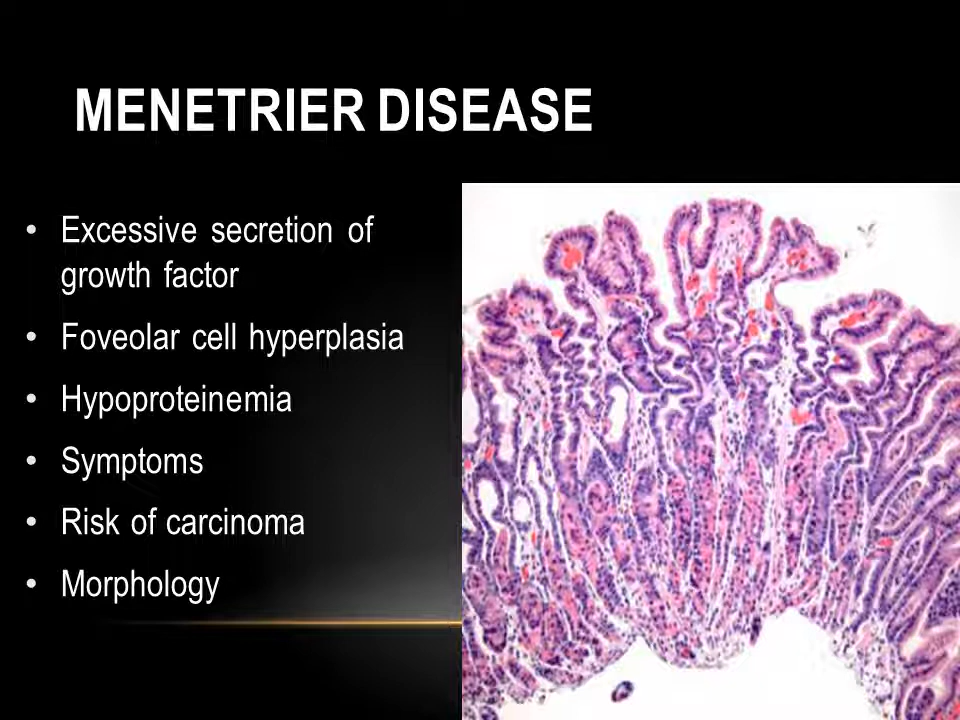 MENETRIER DISEASE
• Excessive secretion of
growth factor
• Foveolar cell hyperplasia
• Hypoproteinemia
• Symptoms
• Risk of carcinoma
• Morphology